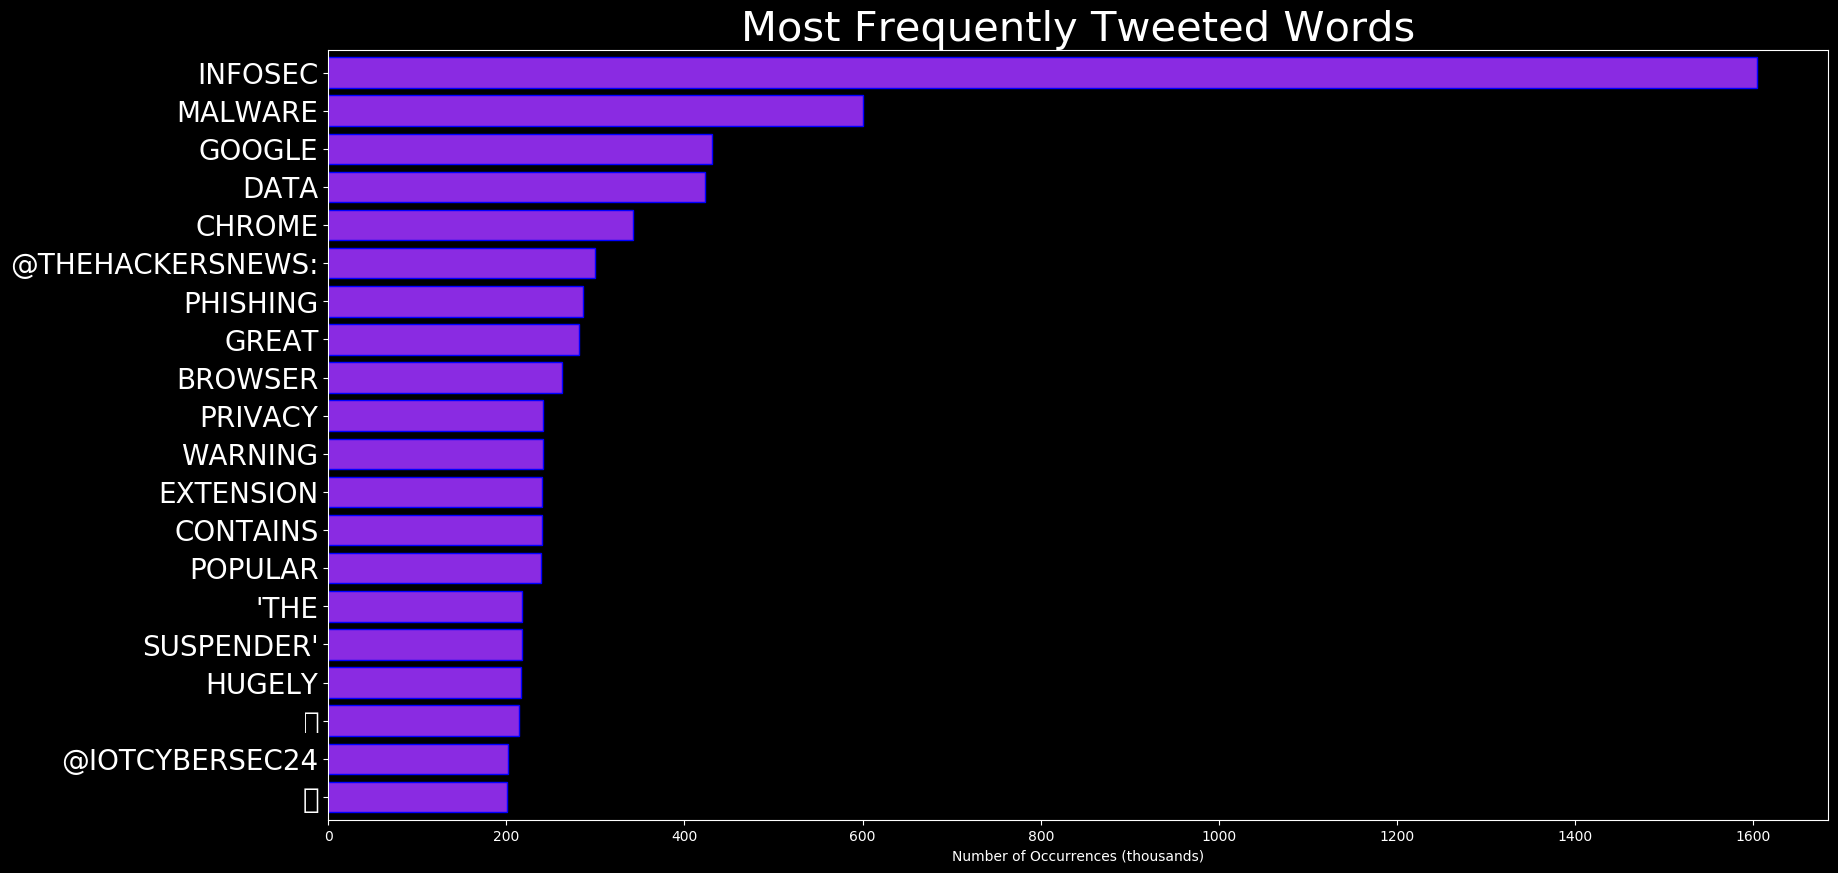 Most Frequently Tweeted Words
INFOSEC
MALWARE
GOOGLE
DATA
CHROME
@THEHACKERSNEWS:
PHISHING
GREAT
BROWSER
PRIVACY
WARNING
EXTENSION
CONTAINS
POPULAR
'THE
SUSPENDER'
HUGELY
@IOTCYBERSEC24
0 200 400 600 800 1000 1200 1400 1600
Number of Occurrences (thousands)